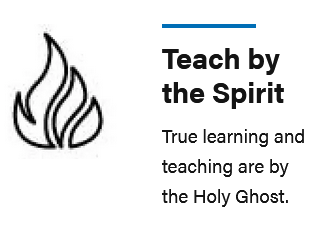 Teach by
the Spirit
True learning and
teaching are by
the Holy Ghost.